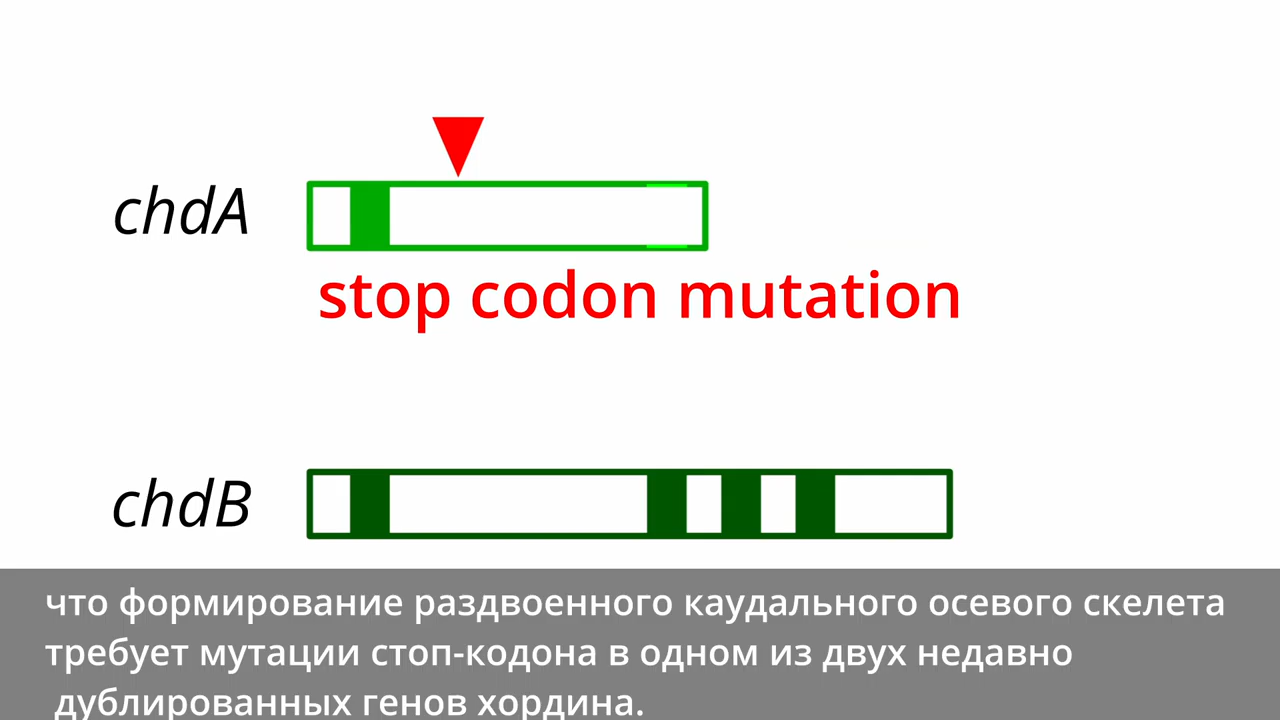 chdA
stop codon mutation
chdB
что формирование раздвоенного каудального осевого скелета
требует мутации стоп-кодона в одном из двух недавно
дублированных генов хордина.